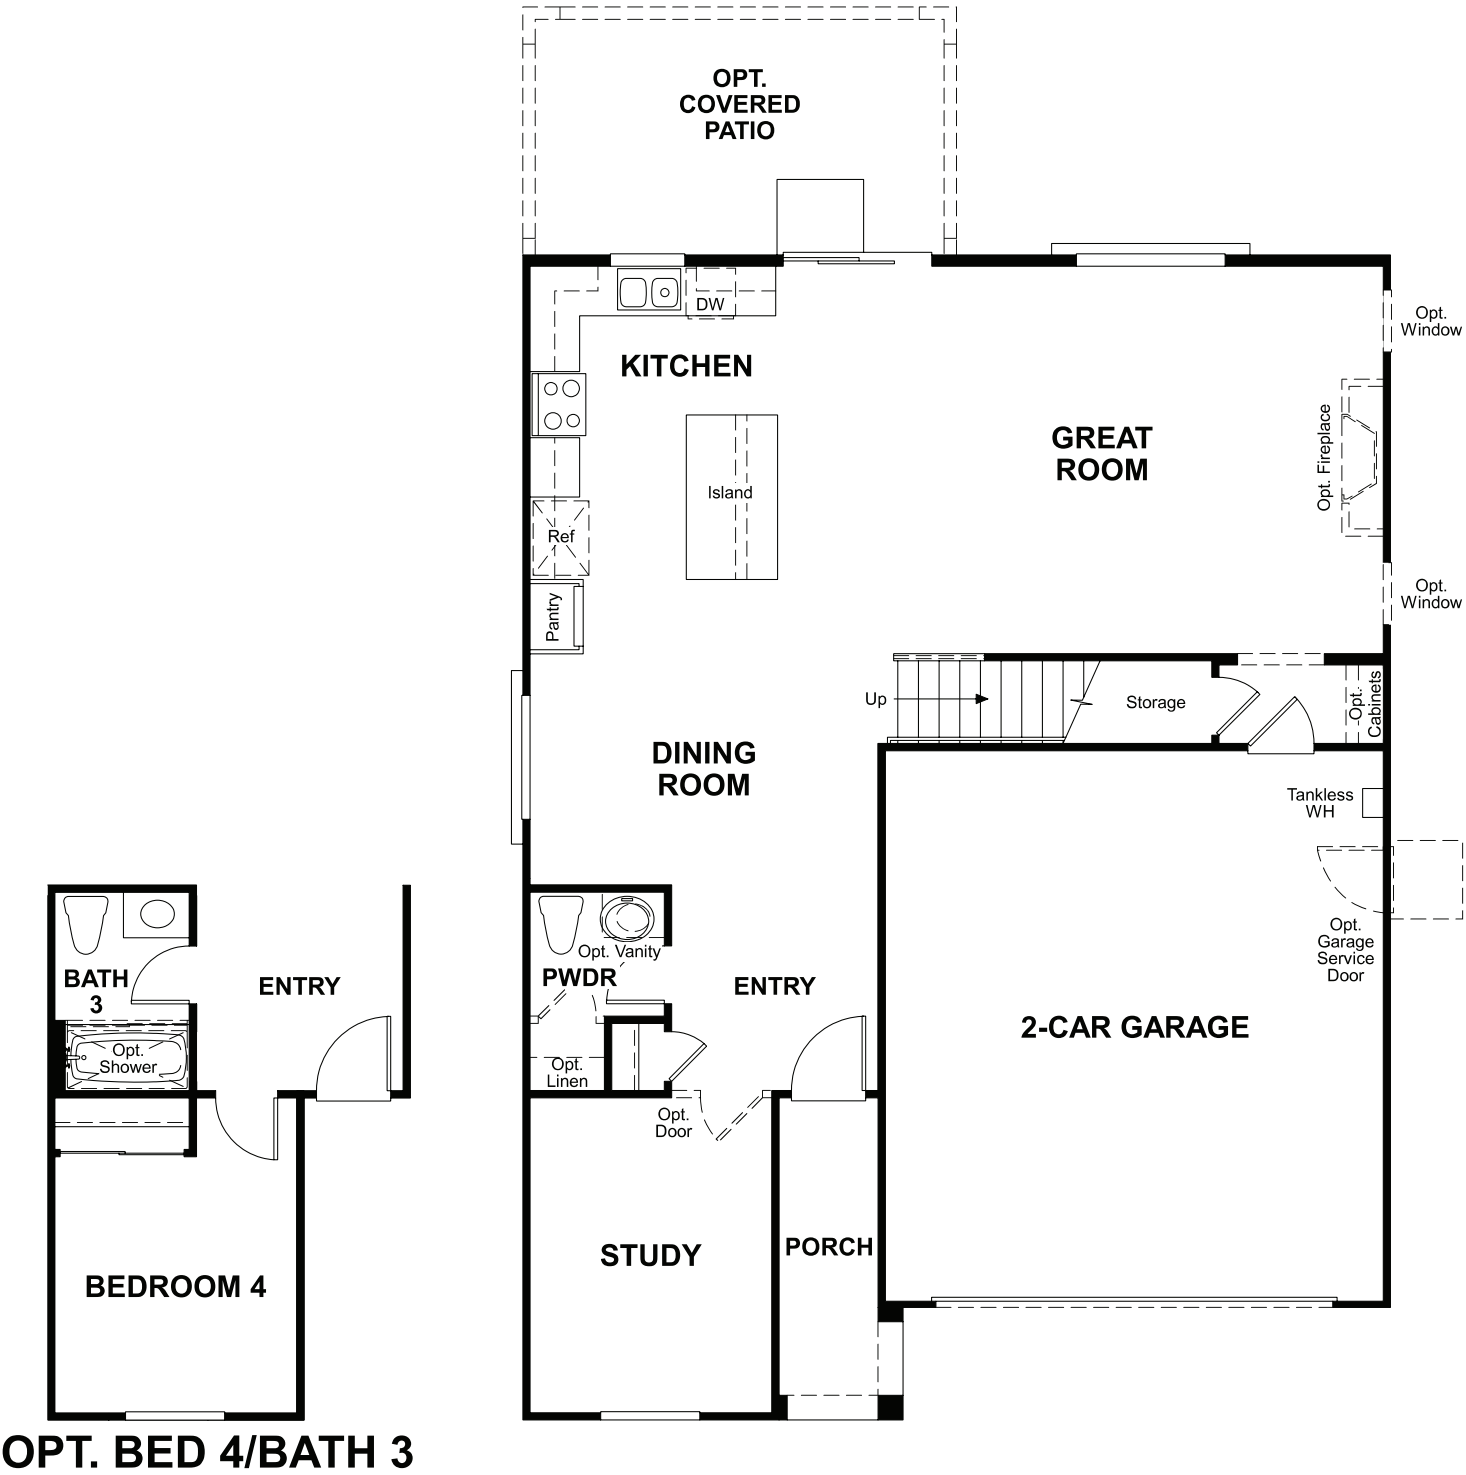 OPT.
COVERED
PATIO
DW
KITCHEN
Island
Ref
Pantry
GREAT
ROOM
Opt. Fireplace
Opt.
Window
Opt.
Window
Up
Storage
Opt.
Cabinets
DINING
ROOM
Tankless
WH
Opt.
Garage
Service
Door
2-CAR GARAGE
Opt. Vanity
PWDR
ENTRY
Opt.
Linen
Opt.
Door
STUDY
PORCH
BATH
3
ENTRY
Opt.
Shower
BEDROOM 4
OPT. BED 4/BATH 3